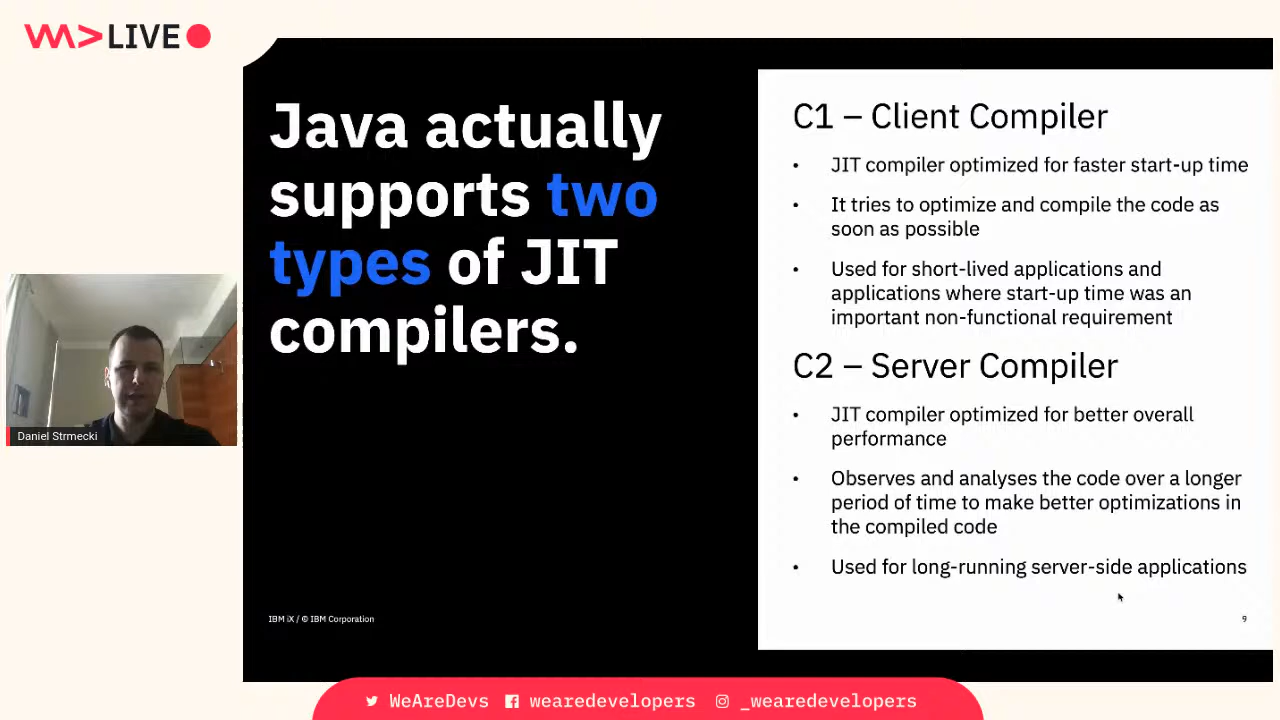 LIVE
Java actually
supports two
types of JIT
compilers.
C1 – Client Compiler
• JIT compiler optimized for faster start-up time
• It tries to optimize and compile the code as
soon as possible
• Used for short-lived applications and
applications where start-up time was an
important non-functional requirement
C2 – Server Compiler
• JIT compiler optimized for better overall
performance
• Observes and analyses the code over a longer
period of time to make better optimizations in
the compiled code
• Used for long-running server-side applications
Daniel Strmecki
IBM iX / © IBM Corporation
9
WeAreDevs wearedevelopers _wearedevelopers